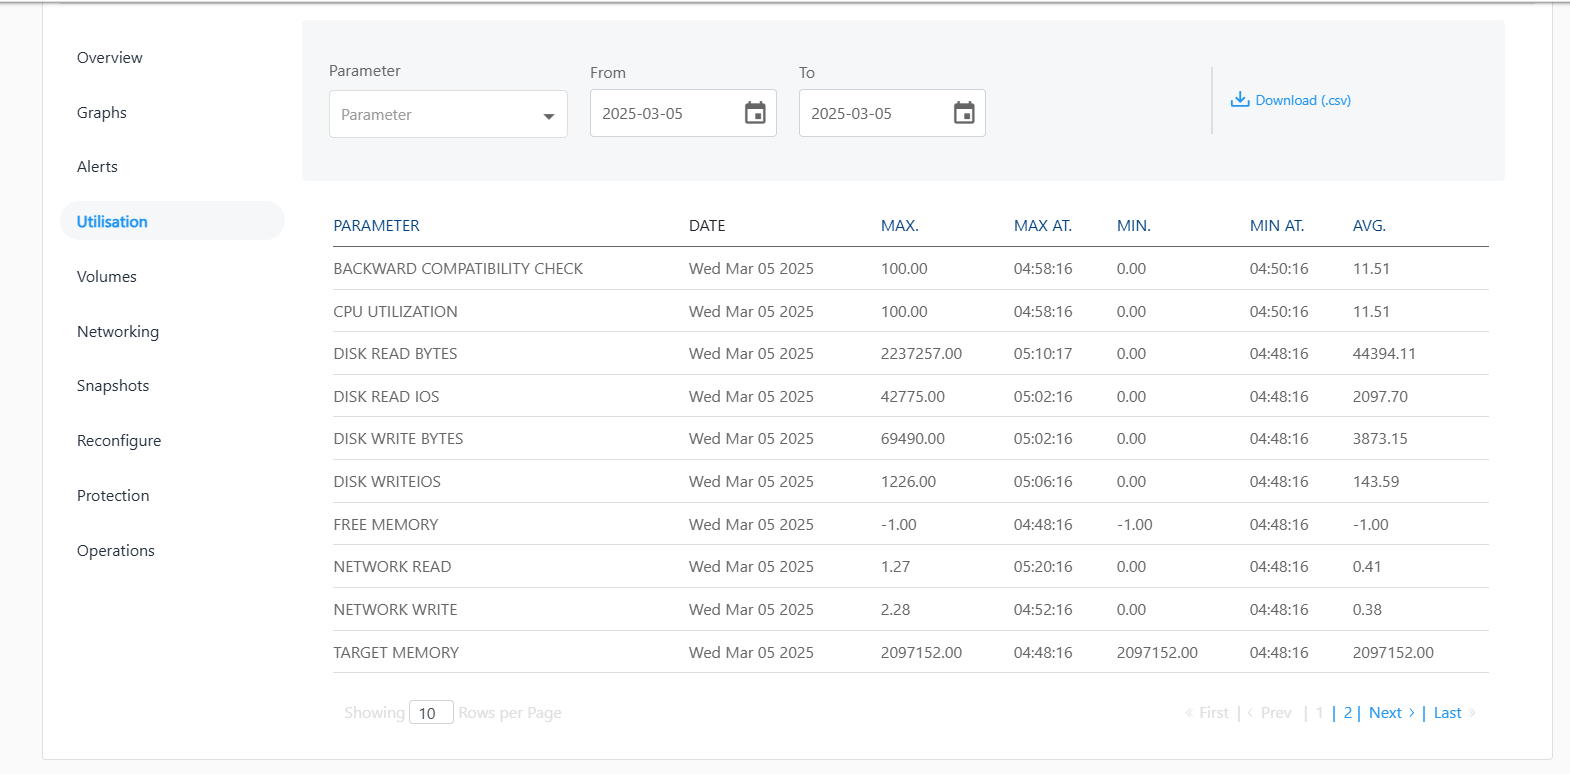 Overview
Graphs
Alerts
Utilisation
Volumes
Networking
Snapshots
Reconfigure
Protection
Operations
Parameter From To
Parameter 2025-03-05 2025-03-05 Download (.csv)
PARAMETER DATE MAX. MAX AT. MIN. MIN AT. AVG.
BACKWARD COMPATIBILITY CHECK Wed Mar 05 2025 100.00 04:58:16 0.00 04:50:16 11.51
CPU UTILIZATION Wed Mar 05 2025 100.00 04:58:16 0.00 04:50:16 11.51
DISK READ BYTES Wed Mar 05 2025 2237257.00 05:10:17 0.00 04:48:16 44394.11
DISK READ IOS Wed Mar 05 2025 42775.00 05:02:16 0.00 04:48:16 2097.70
DISK WRITE BYTES Wed Mar 05 2025 69490.00 05:02:16 0.00 04:48:16 3873.15
DISK WRITEIOS Wed Mar 05 2025 1226.00 05:06:16 0.00 04:48:16 143.59
FREE MEMORY Wed Mar 05 2025 -1.00 04:48:16 -1.00 04:48:16 -1.00
NETWORK READ Wed Mar 05 2025 1.27 05:20:16 0.00 04:48:16 0.41
NETWORK WRITE Wed Mar 05 2025 2.28 04:52:16 0.00 04:48:16 0.38
TARGET MEMORY Wed Mar 05 2025 2097152.00 04:48:16 2097152.00 04:48:16 2097152.00
Showing 10 Rows per Page « First | ‹ Prev | 1 | 2 | Next › | Last »